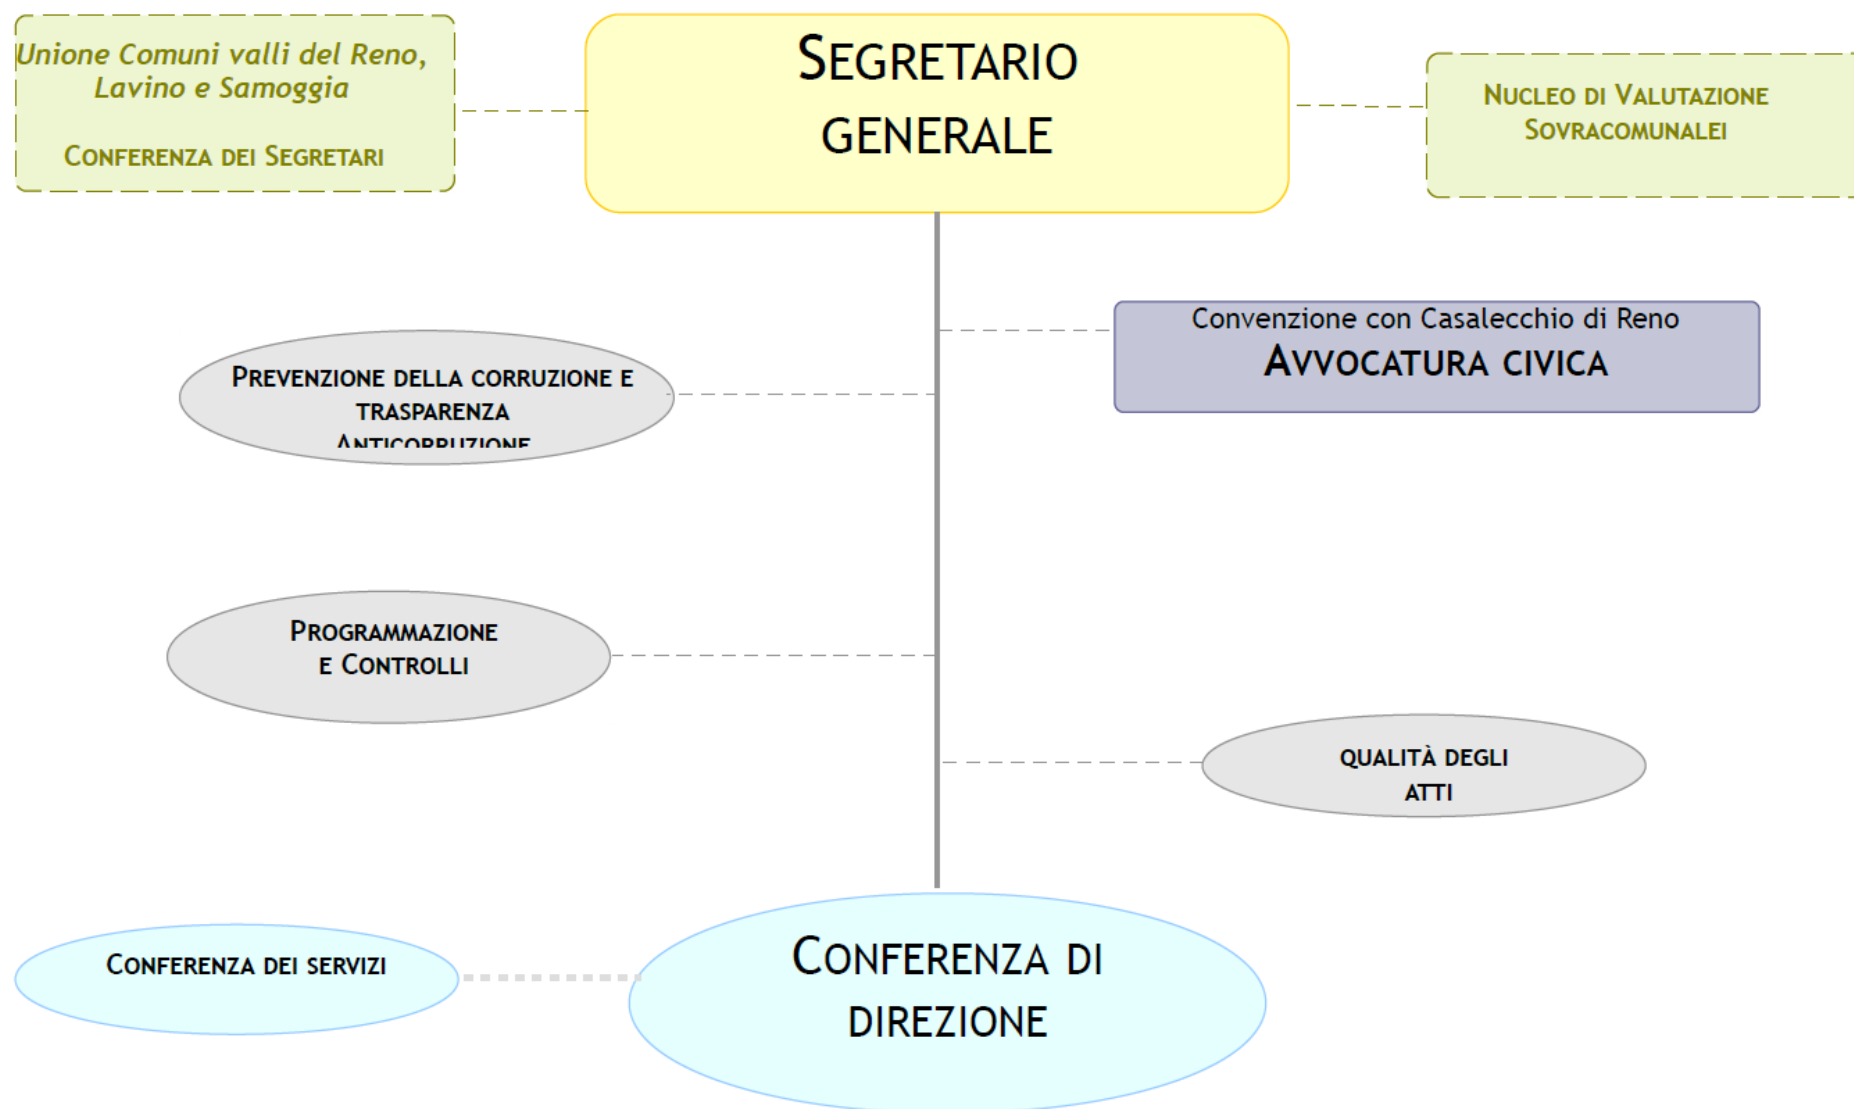 Unione Comuni valli del Reno,
Lavino e Samoggia
CONFERENZA DEI SEGRETARI
SEGRETARIO
GENERALE
NUCLEO DI VALUTAZIONE
SOVRACOMUNALEI
Convenzione con Casalecchio di Reno
AVVOCATURA CIVICA
PREVENZIONE DELLA CORRUZIONE E
TRASPARENZA
ANTICORRUZIONE
PROGRAMMAZIONE
E CONTROLLI
QUALITÀ DEGLI
ATTI
CONFERENZA DEI SERVIZI
CONFERENZA DI
DIREZIONE